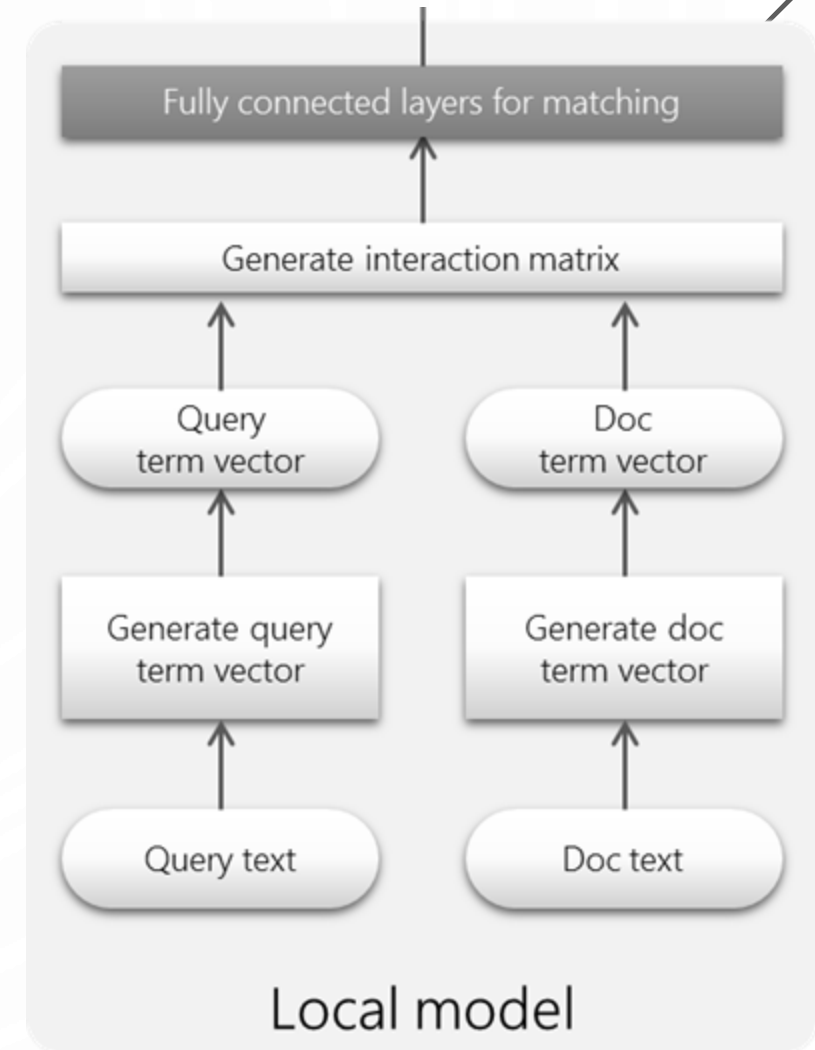 Fully connected layers for matching
Generate interaction matrix
Query
term vector
Doc
term vector
Generate query
term vector
Generate doc
term vector
Query text
Doc text
Local model